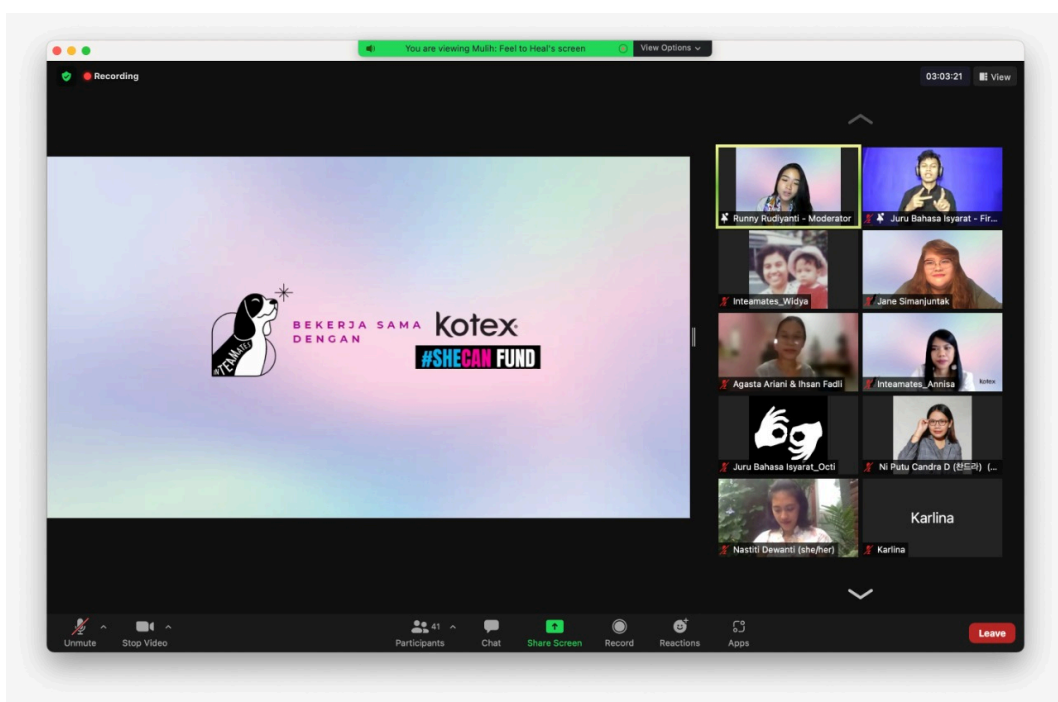 You are viewing Mulih: Feel to Heal's screen
View Options
Recording
03:03:21
View
INTEAMATES
BEKERJA SAMA
DENGAN
kotex
#SHECAN FUND
Runny Rudiyanti - Moderator
Juru Bahasa Isyarat - Fir...
Inteamates_Widya
Jane Simanjuntak
Agasta Ariani & Ihsan Fadli
Inteamates_Annisa
kotex
Juru Bahasa Isyarat_Octi
Ni Putu Candra D (찬드라) (...
Nastiti Dewanti (she/her)
Karlina
Karlina
Unmute
Stop Video
41
Participants
Chat
Share Screen
Record
Reactions
Apps
Leave